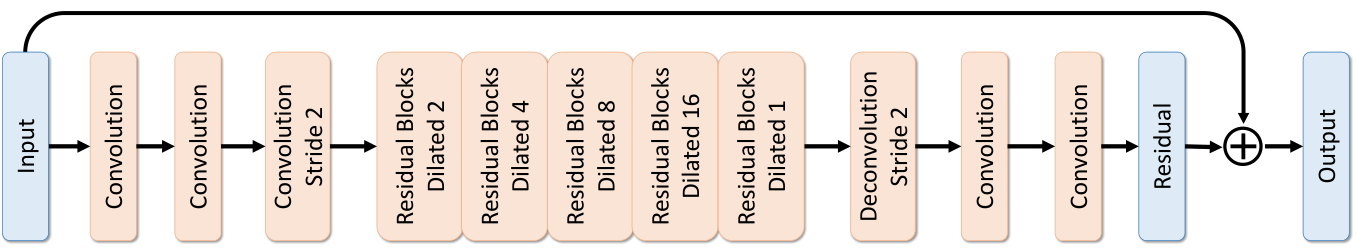 Input
Convolution
Convolution
Convolution
Stride 2
Residual Blocks
Dilated 2
Residual Blocks
Dilated 4
Residual Blocks
Dilated 8
Residual Blocks
Dilated 16
Residual Blocks
Dilated 1
Deconvolution
Stride 2
Convolution
Convolution
Residual
Output